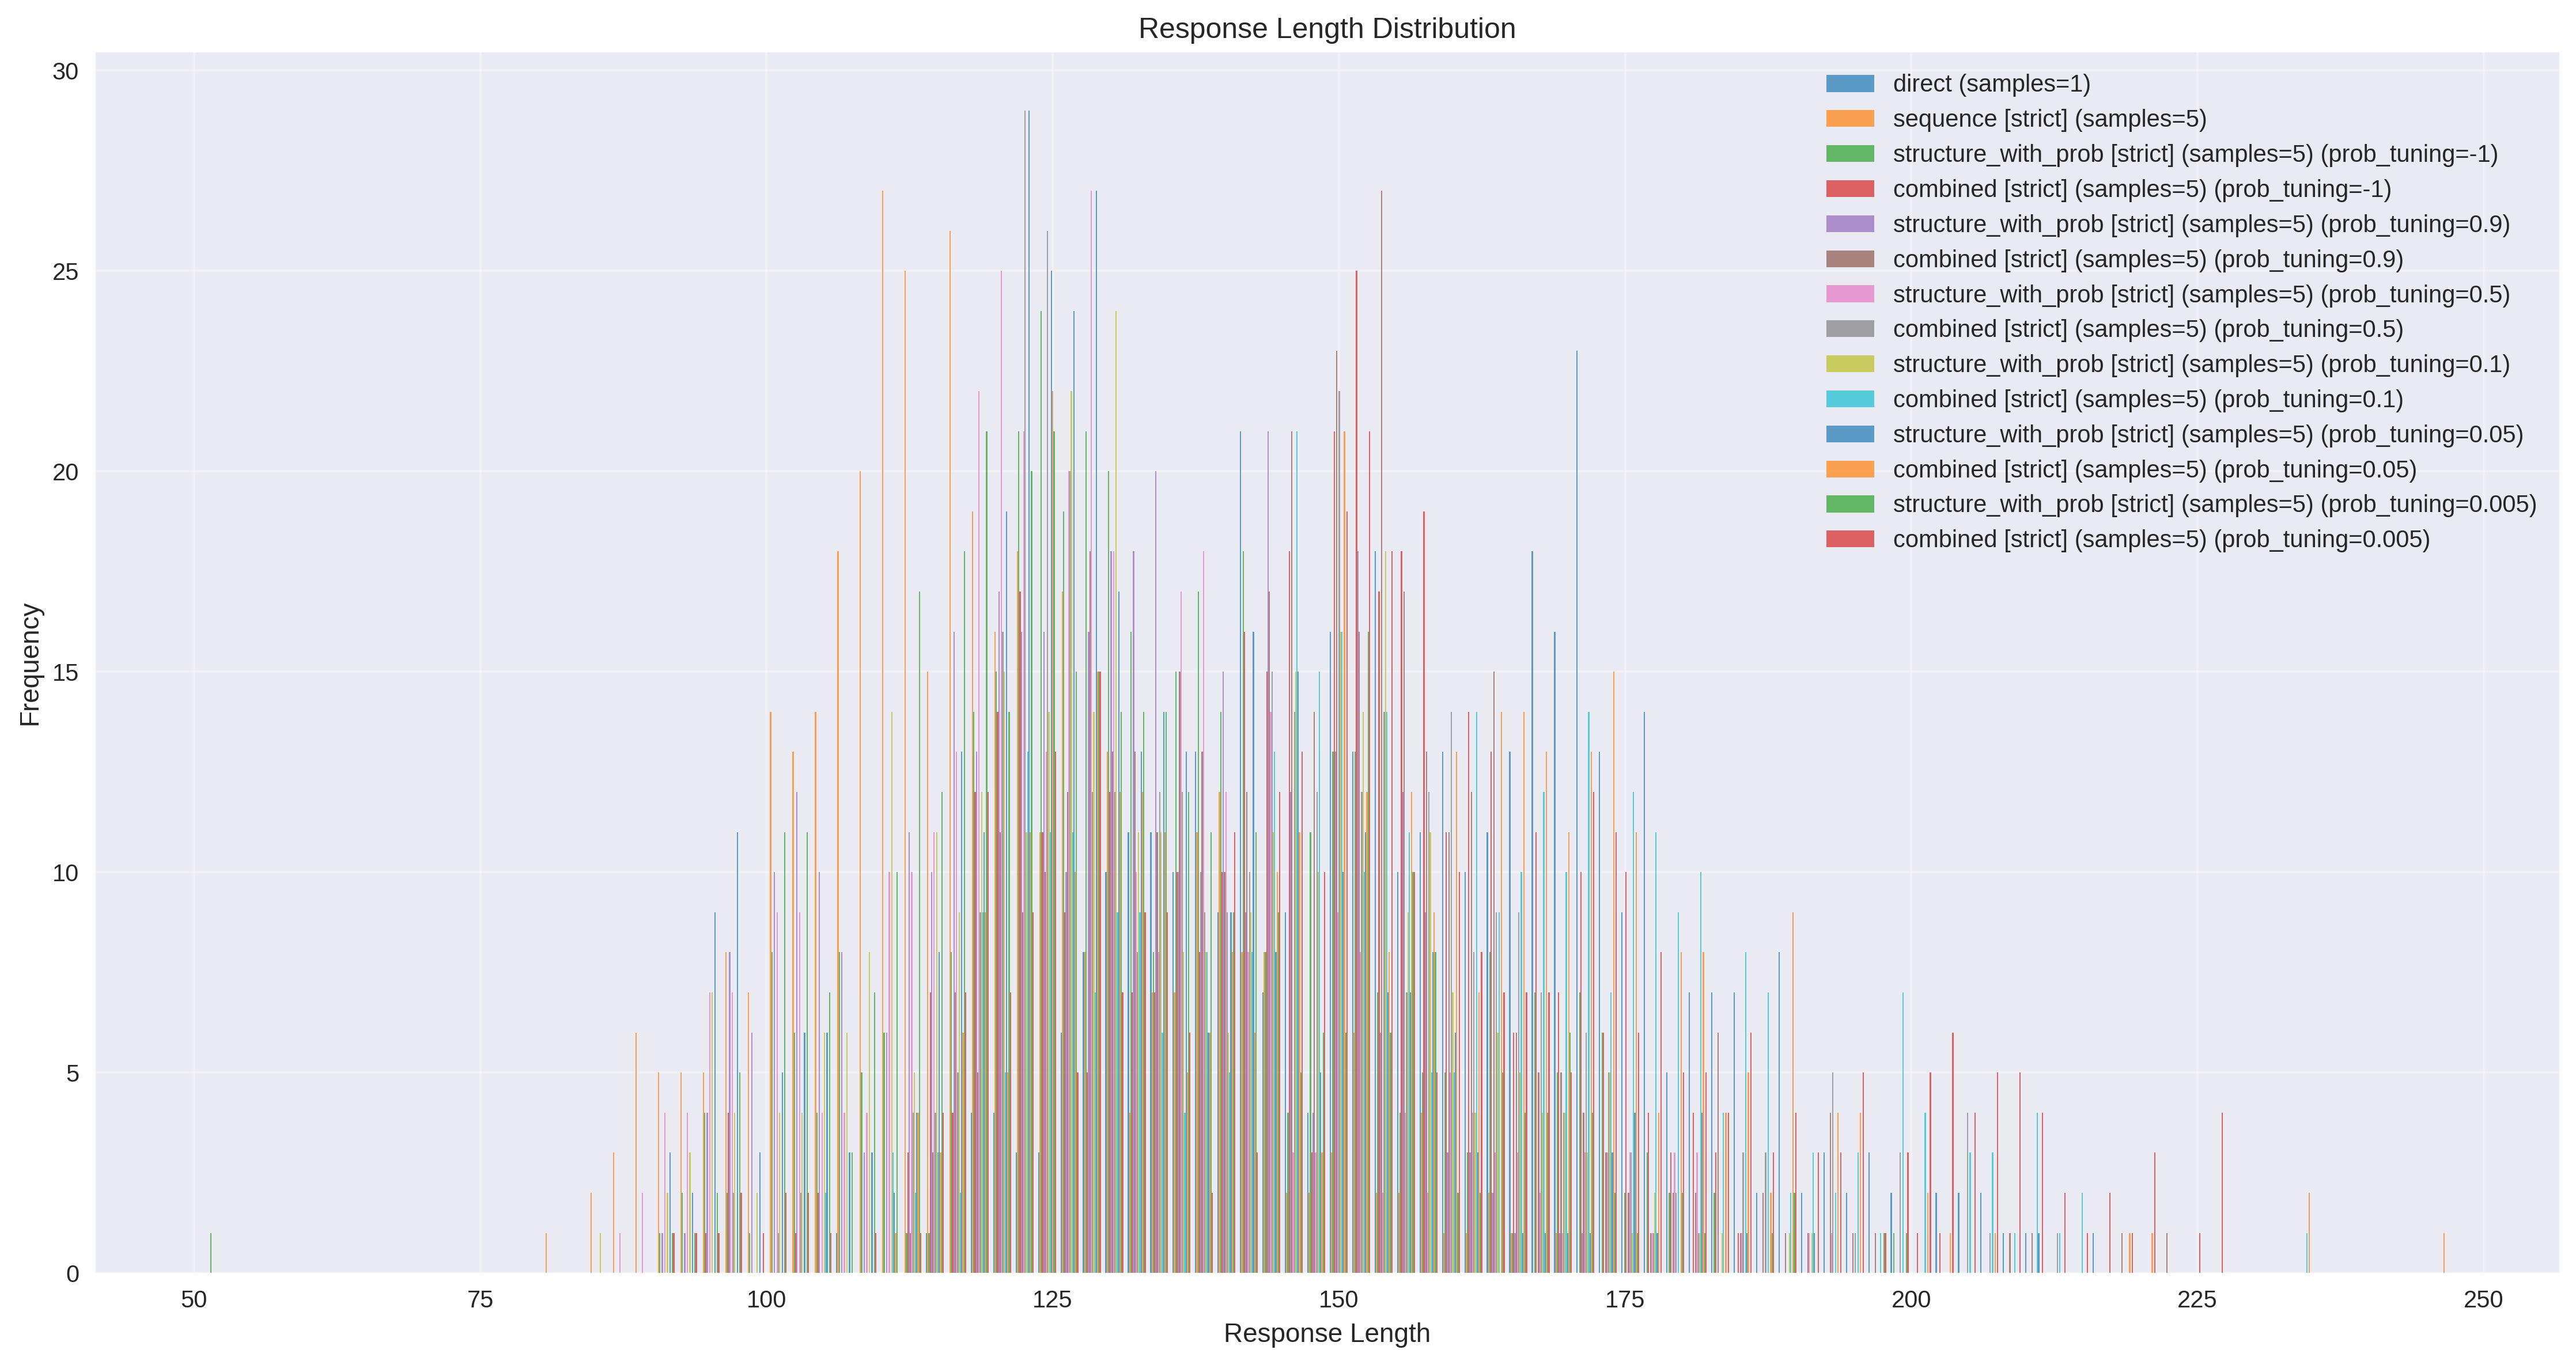 Response Length Distribution
30
25
20
15
10
5
0
Frequency
direct (samples=1)
sequence [strict] (samples=5)
structure_with_prob [strict] (samples=5) (prob_tuning=-1)
combined [strict] (samples=5) (prob_tuning=-1)
structure_with_prob [strict] (samples=5) (prob_tuning=0.9)
combined [strict] (samples=5) (prob_tuning=0.9)
structure_with_prob [strict] (samples=5) (prob_tuning=0.5)
combined [strict] (samples=5) (prob_tuning=0.5)
structure_with_prob [strict] (samples=5) (prob_tuning=0.1)
combined [strict] (samples=5) (prob_tuning=0.1)
structure_with_prob [strict] (samples=5) (prob_tuning=0.05)
combined [strict] (samples=5) (prob_tuning=0.05)
structure_with_prob [strict] (samples=5) (prob_tuning=0.005)
combined [strict] (samples=5) (prob_tuning=0.005)
50 75 100 125 150 175 200 225 250
Response Length